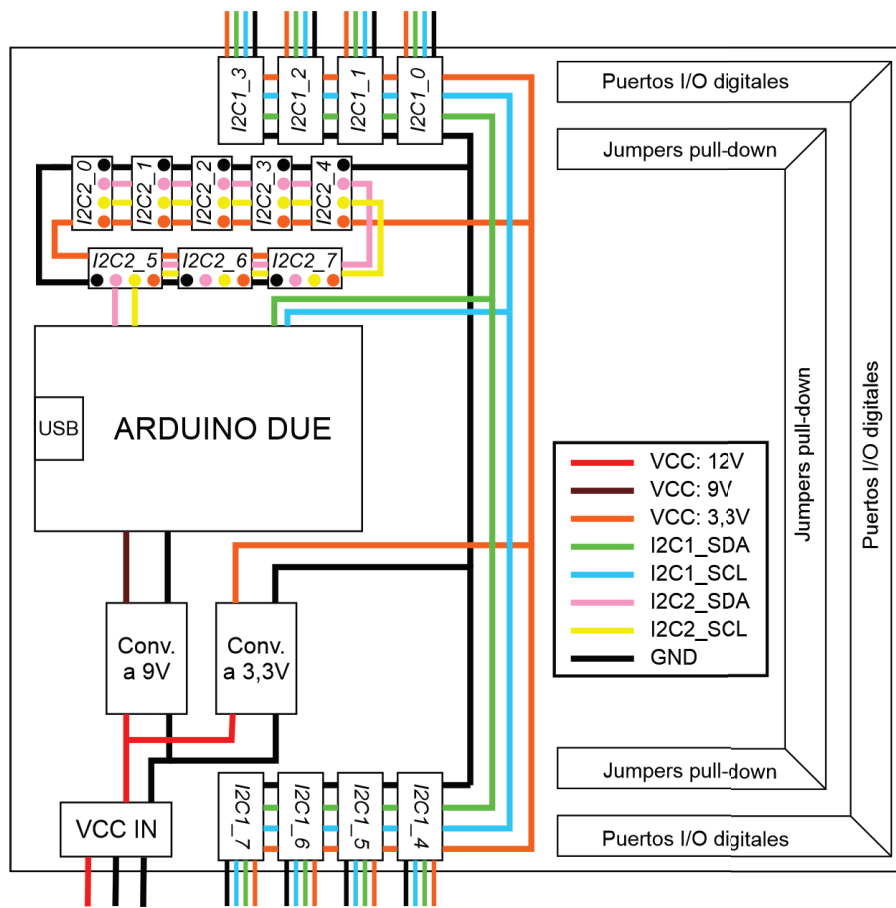 I2C1_3
I2C1_2
I2C1_1
I2C1_0
Puertos I/O digitales
Jumpers pull-down
I2C2_0
I2C2_1
I2C2_2
I2C2_3
I2C2_4
I2C2_5
I2C2_6
I2C2_7
USB
ARDUINO DUE
Jumpers pull-down
Puertos I/O digitales
VCC: 12V
VCC: 9V
VCC: 3,3V
I2C1_SDA
I2C1_SCL
I2C2_SDA
I2C2_SCL
GND
Conv.
a 9V
Conv.
a 3,3V
VCC IN
I2C1_7
I2C1_6
I2C1_5
I2C1_4
Jumpers pull-down
Puertos I/O digitales